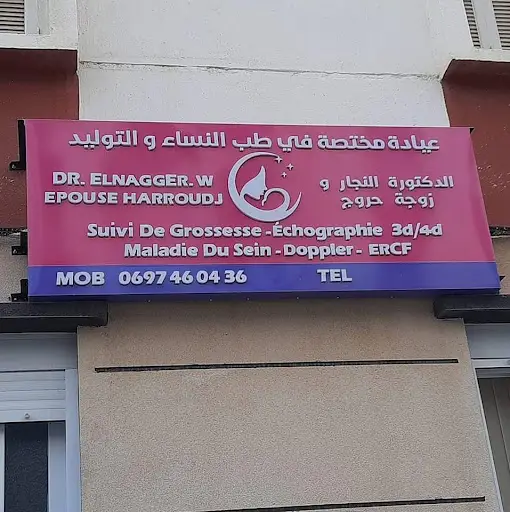 عيادة مختصة في طب النساء و التوليد
DR. ELNAGGER.W
EPOUSE HARROUDJ
الدكتورة النجار و
زوجة حروج
Suivi De Grossesse -Échographie 3d/4d
Maladie Du Sein -Doppler- ERCF
MOB 0697 46 04 36 TEL